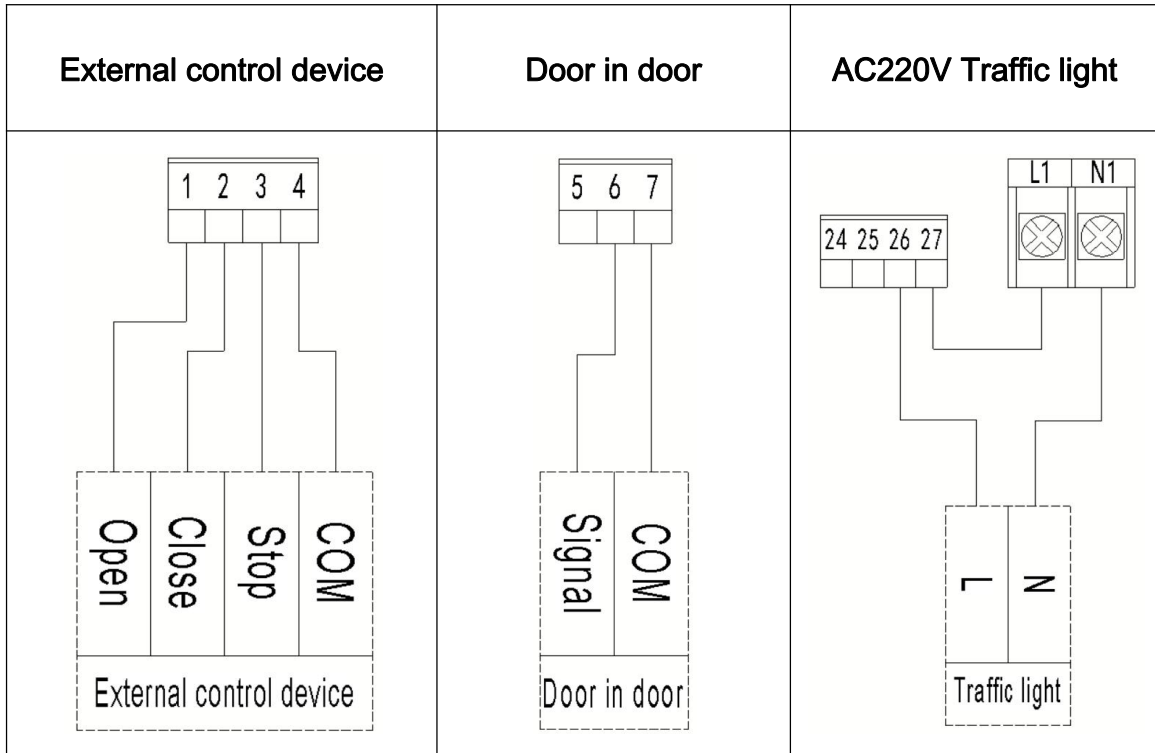 External control device
Door in door
AC220V Traffic light
1 2 3 4
Open
Close
Stop
COM
External control device
5 6 7
Signal
COM
Door in door
L1 N1
24 25 26 27
L
N
Traffic light